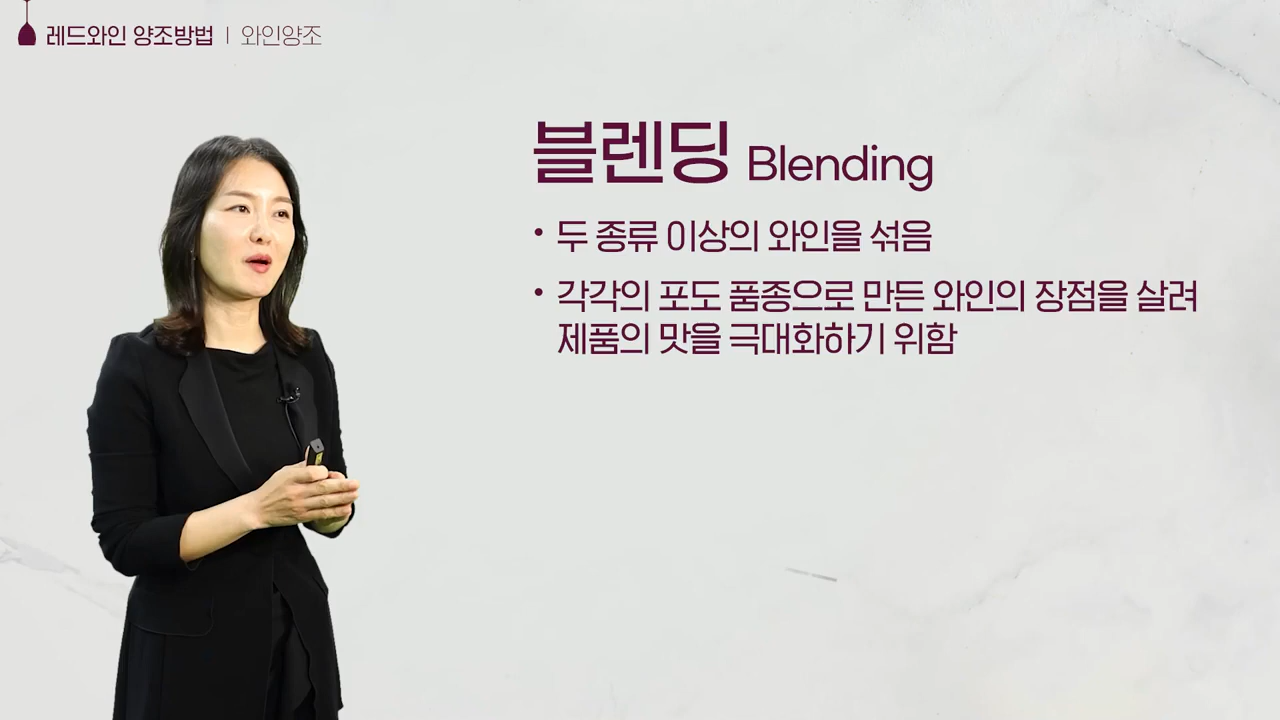 레드와인 양조방법 | 와인양조
블렌딩 Blending
• 두 종류 이상의 와인을 섞음
• 각각의 포도 품종으로 만든 와인의 장점을 살려
제품의 맛을 극대화하기 위함